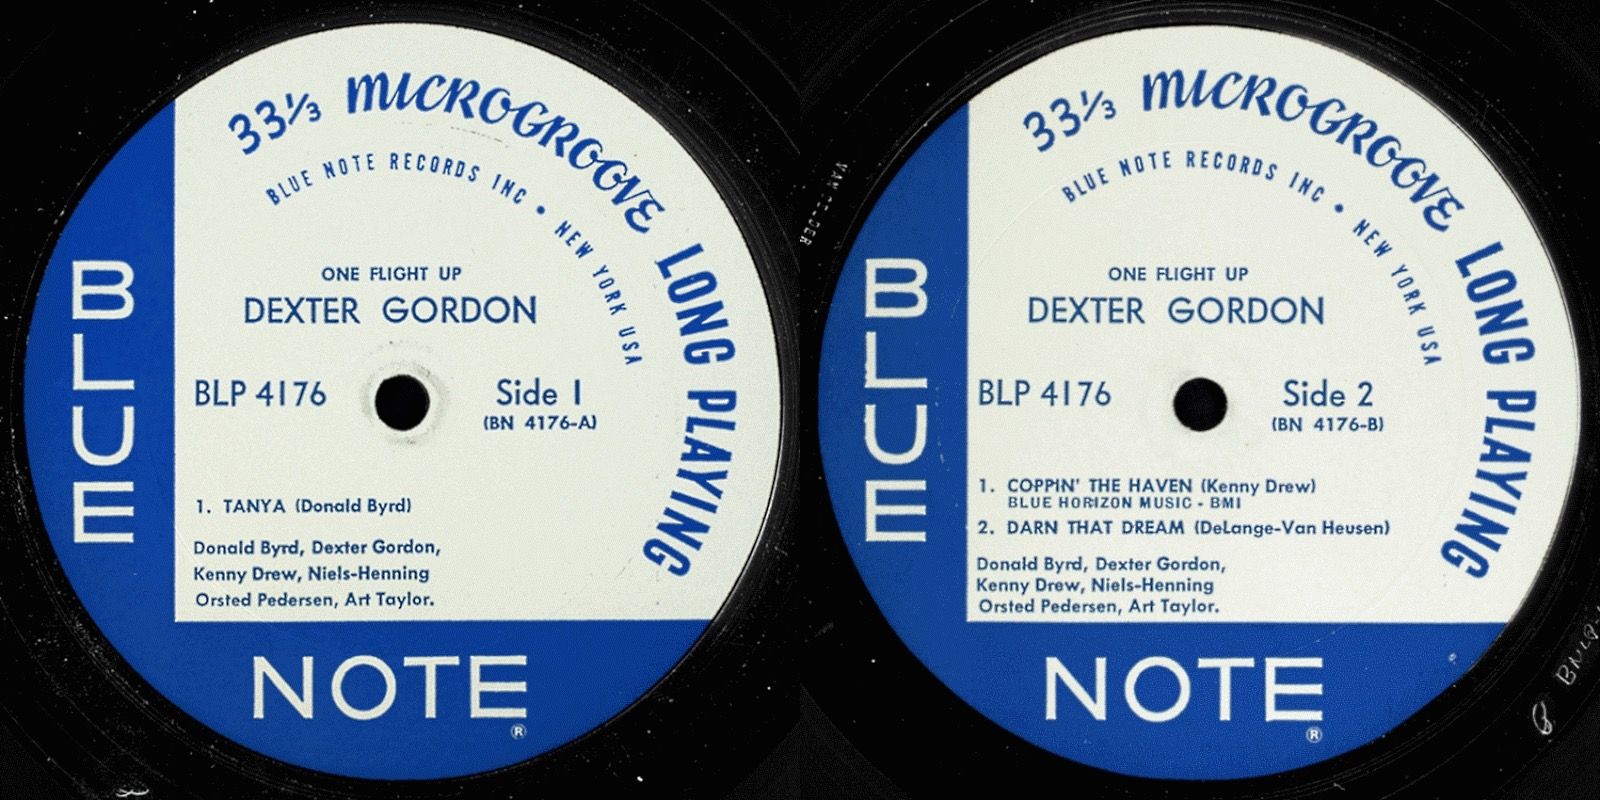 33⅓ MICROGROOVE LONG PLAYING
BLUE NOTE RECORDS INC • NEW YORK USA
ONE FLIGHT UP
DEXTER GORDON
BLP 4176
Side 1
(BN 4176-A)
1. TANYA (Donald Byrd)
Donald Byrd, Dexter Gordon,
Kenny Drew, Niels-Henning
Orsted Pedersen, Art Taylor.
BLUE
NOTE
®
VAN GELDER
33⅓ MICROGROOVE LONG PLAYING
BLUE NOTE RECORDS INC • NEW YORK USA
ONE FLIGHT UP
DEXTER GORDON
BLP 4176
Side 2
(BN 4176-B)
1. COPPIN' THE HAVEN (Kenny Drew)
BLUE HORIZON MUSIC - BMI
2. DARN THAT DREAM (DeLange-Van Heusen)
Donald Byrd, Dexter Gordon,
Kenny Drew, Niels-Henning
Orsted Pedersen, Art Taylor.
BLUE
NOTE
®